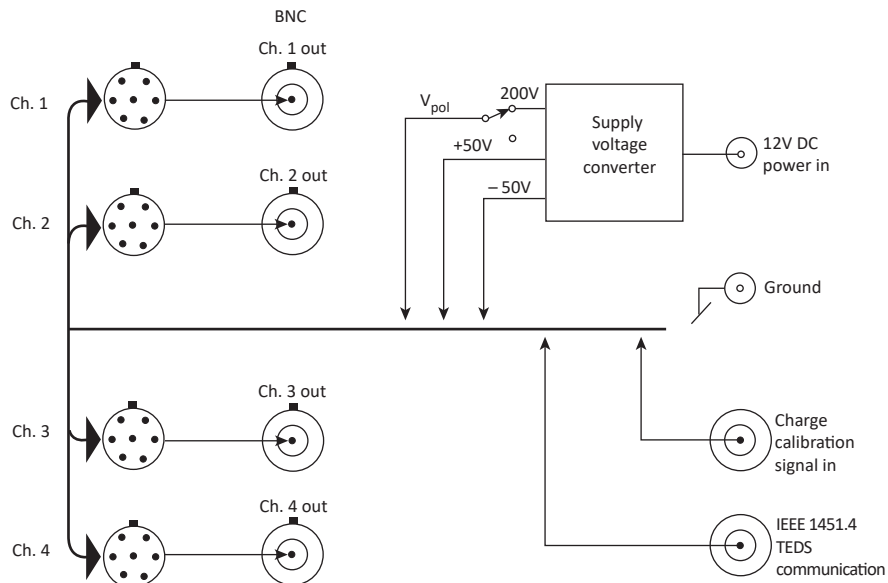 BNC
Ch. 1 out
Ch. 1
Ch. 2 out
Ch. 2
Ch. 3 out
Ch. 3
Ch. 4 out
Ch. 4
Vpol
200V
+50V
– 50V
Supply
voltage
converter
12V DC
power in
Ground
Charge
calibration
signal in
IEEE 1451.4
TEDS
communication